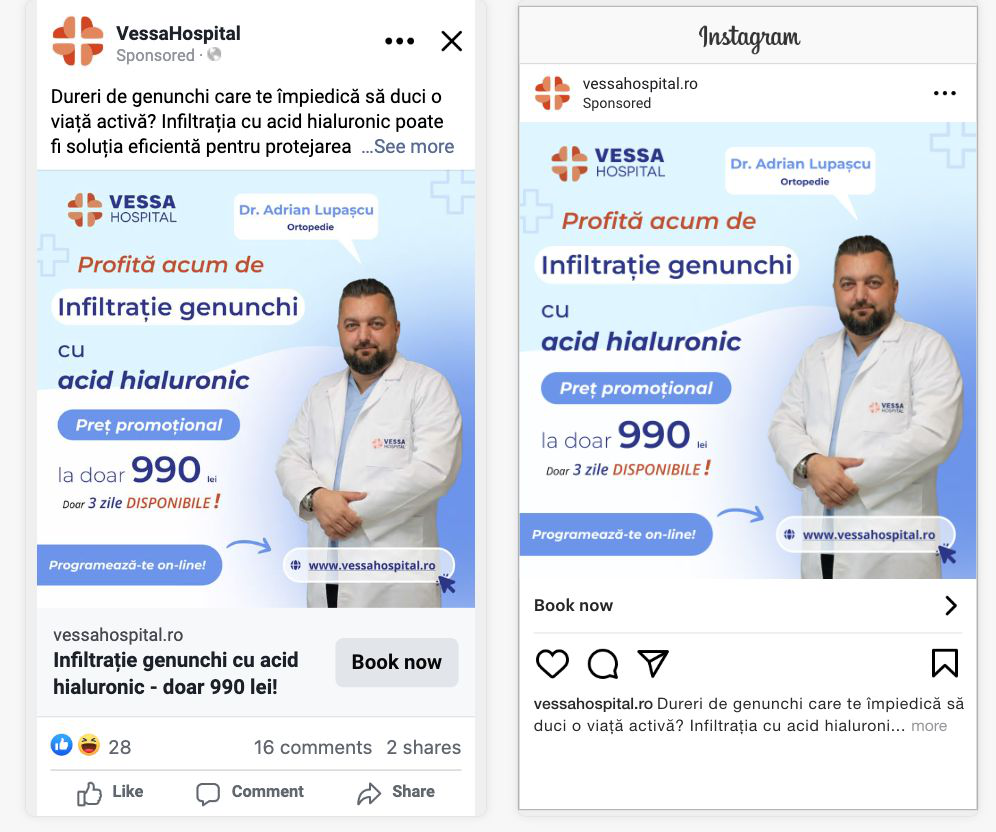 VessaHospital
Sponsored ·
Dureri de genunchi care te împiedică să duci o
viață activă? Infiltrația cu acid hialuronic poate
fi soluția eficientă pentru protejarea ...See more
VESSA
HOSPITAL
Dr. Adrian Lupașcu
Ortopedie
Profită acum de
Infiltrație genunchi
cu
acid hialuronic
Preț promoțional
la doar 990 lei
Doar 3 zile DISPONIBILE!
VESSA
HOSPITAL
Programează-te on-line!
www.vessahospital.ro
vessahospital.ro
Infiltrație genunchi cu acid
hialuronic - doar 990 lei!
Book now
28
16 comments 2 shares
Like
Comment
Share
Instagram
vessahospital.ro
Sponsored
VESSA
HOSPITAL
Dr. Adrian Lupașcu
Ortopedie
Profită acum de
Infiltrație genunchi
cu
acid hialuronic
Preț promoțional
la doar 990 lei
Doar 3 zile DISPONIBILE!
VESSA
HOSPITAL
Programează-te on-line!
www.vessahospital.ro
Book now
vessahospital.ro Dureri de genunchi care te împiedică să
duci o viață activă? Infiltrația cu acid hialuroni... more